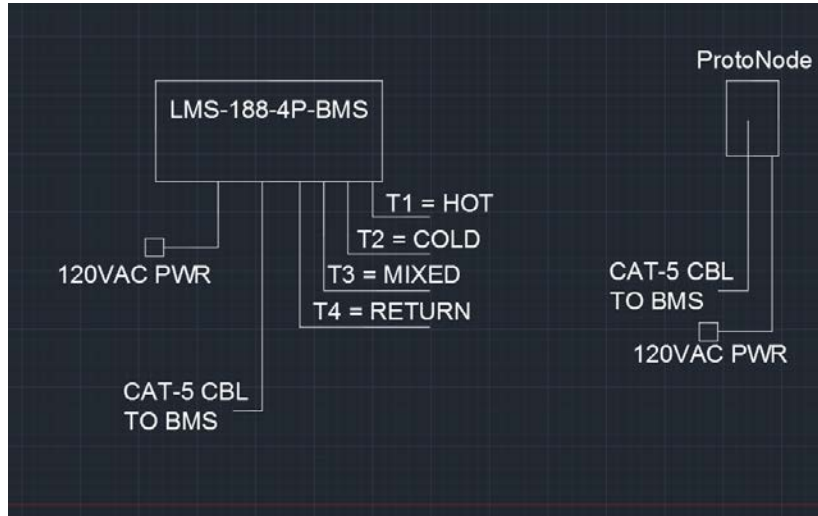 ProtoNode
LMS-188-4P-BMS
T1 = HOT
T2 = COLD
T3 = MIXED
T4 = RETURN
120VAC PWR
CAT-5 CBL
TO BMS
CAT-5 CBL
TO BMS
120VAC PWR